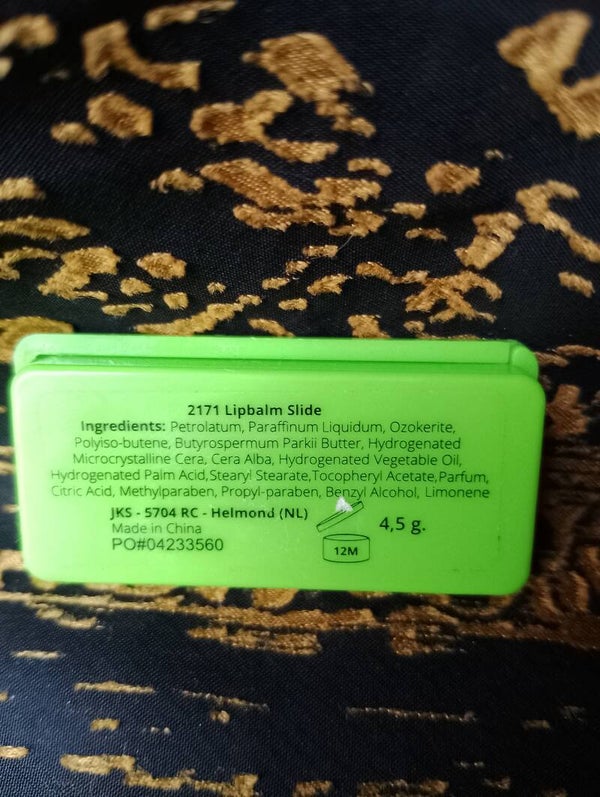 2171 Lipbalm Slide
Ingredients: Petrolatum, Paraffinum Liquidum, Ozokerite,
Polyiso-butene, Butyrospermum Parkii Butter, Hydrogenated
Microcrystalline Cera, Cera Alba, Hydrogenated Vegetable Oil,
Hydrogenated Palm Acid, Stearyl Stearate, Tocopheryl Acetate, Parfum,
Citric Acid, Methylparaben, Propyl-paraben, Benzyl Alcohol, Limonene
JKS - 5704 RC - Helmond (NL)
Made in China
PO#04233560
12M
4,5 g.